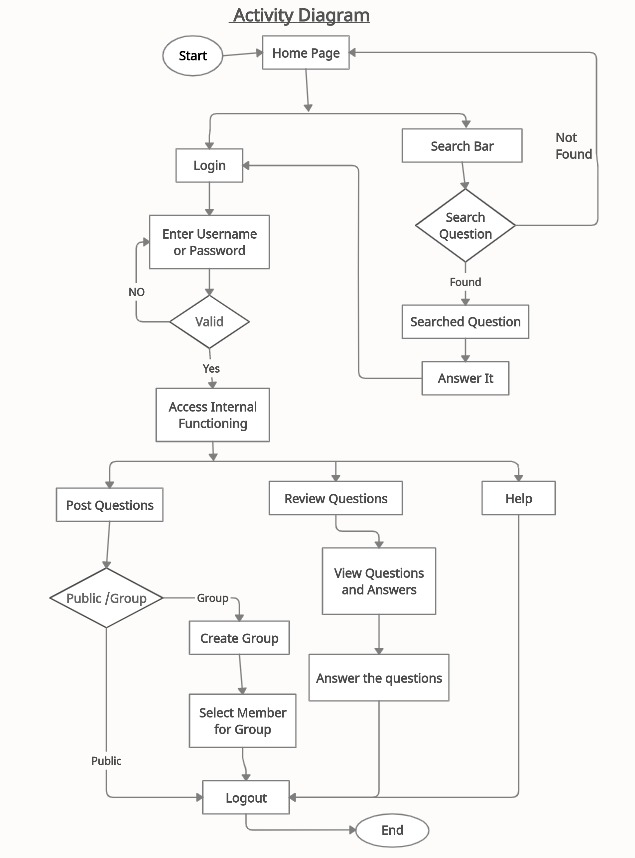 Activity Diagram
Start
Home Page
Not
Found
Search Bar
Login
Search
Question
Enter Username
or Password
Found
NO
Valid
Searched Question
Yes
Answer It
Access Internal
Functioning
Post Questions
Review Questions
Help
View Questions
and Answers
Public /Group
Group
Create Group
Answer the questions
Select Member
for Group
Public
Logout
End